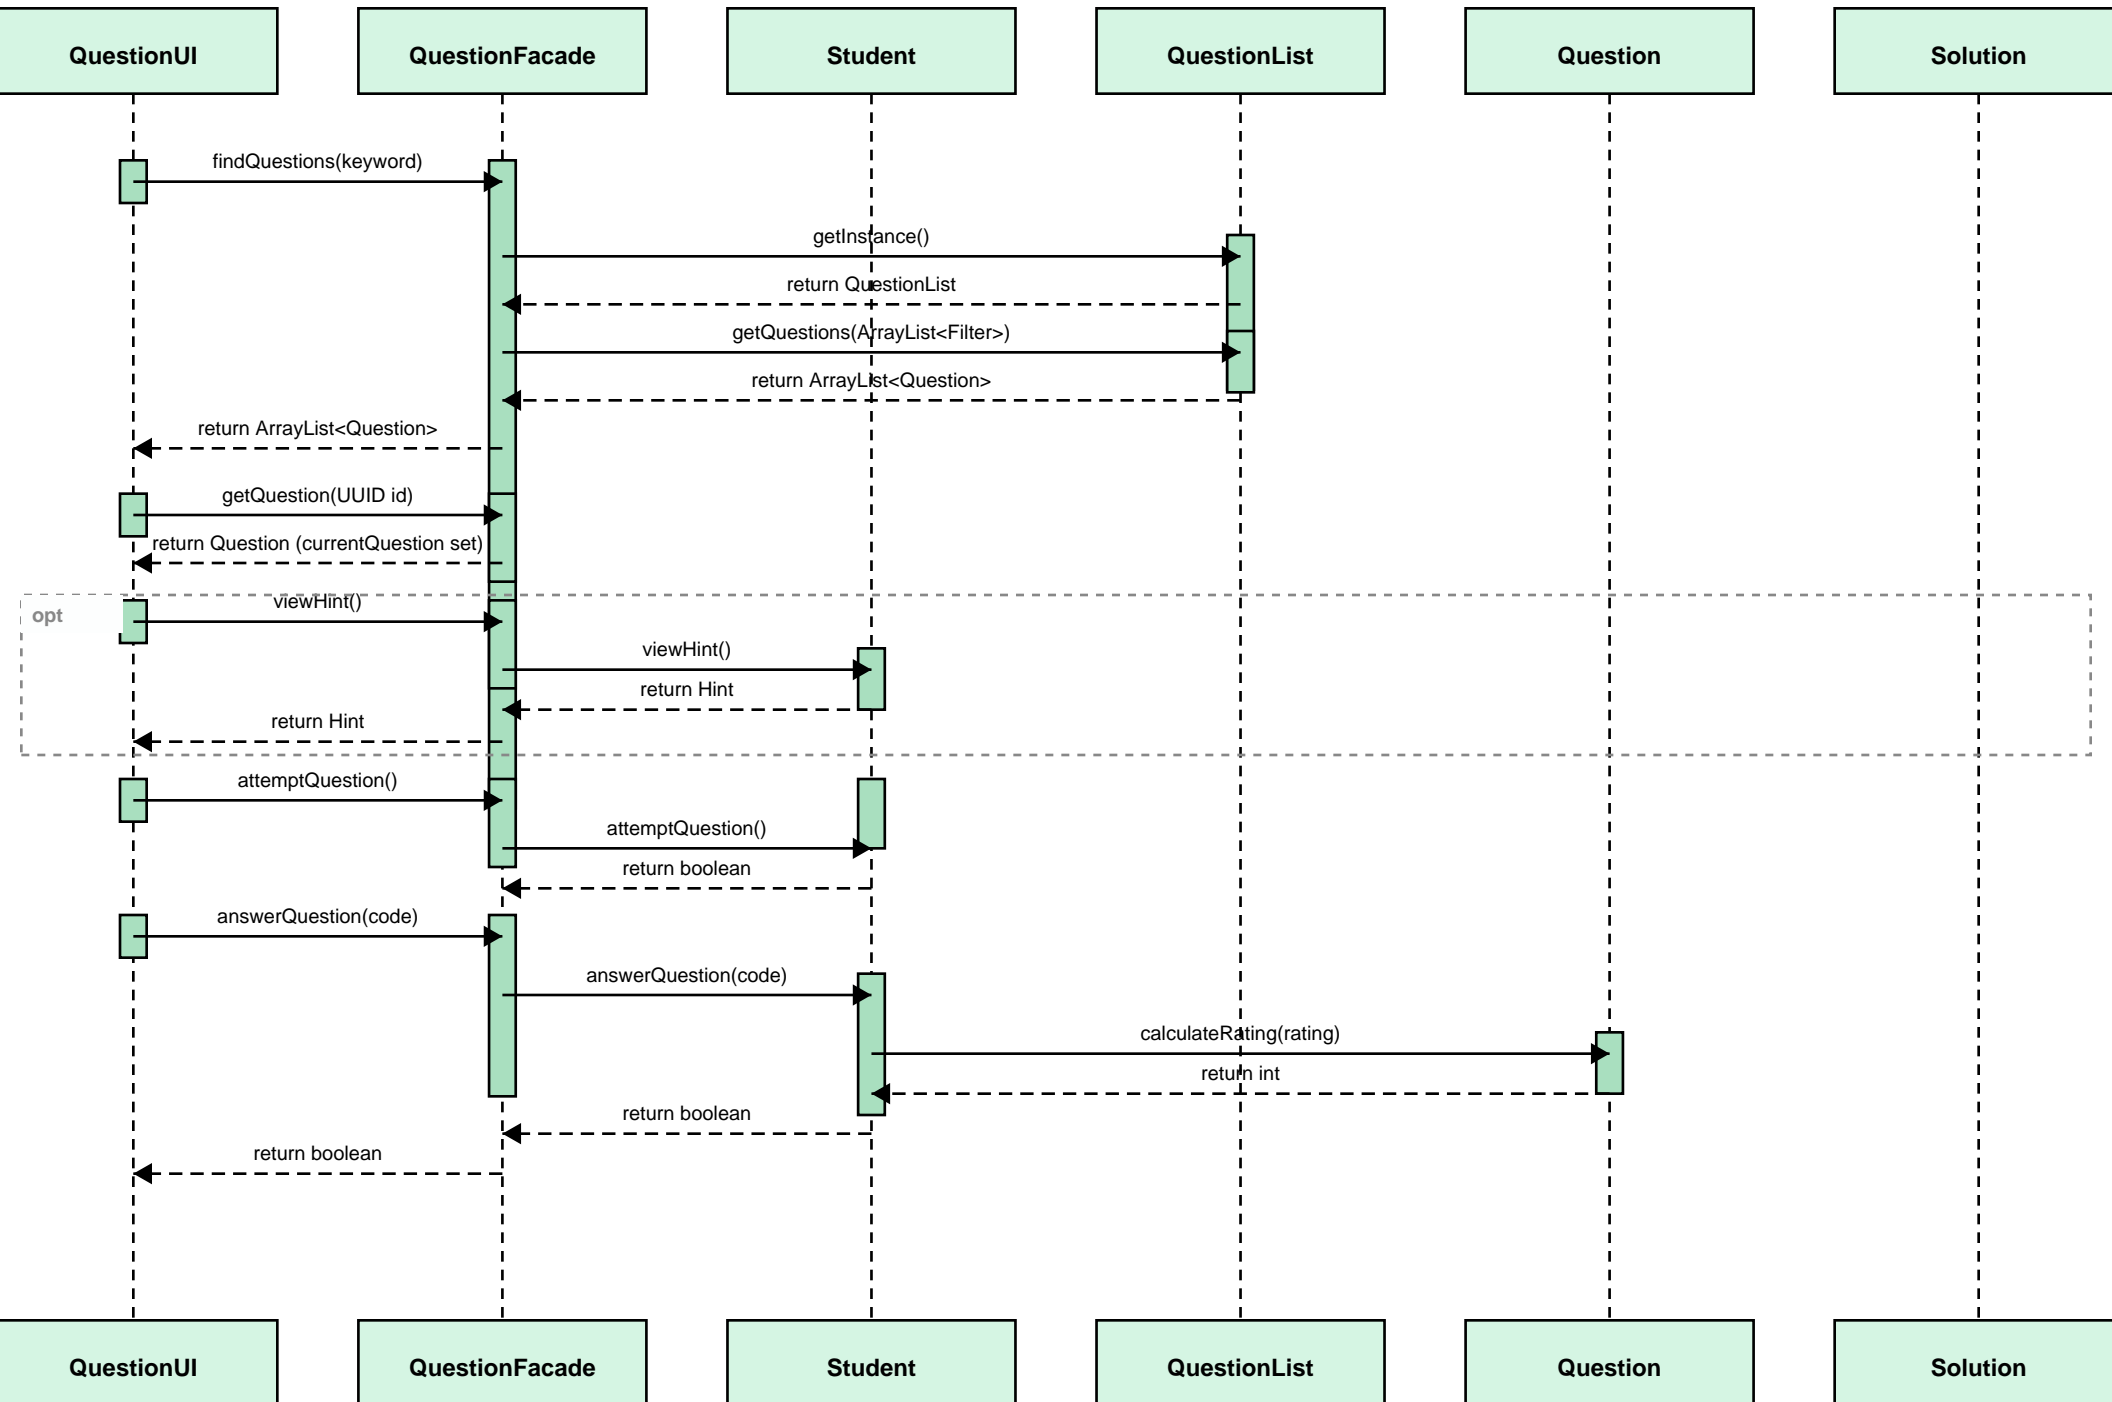 QuestionUI
QuestionFacade
Student
QuestionList
Question
Solution
findQuestions(keyword)
getInstance()
return QuestionList
getQuestions(ArrayList<Filter>)
return ArrayList<Question>
return ArrayList<Question>
getQuestion(UUID id)
return Question (currentQuestion set)
opt
viewHint()
viewHint()
return Hint
return Hint
attemptQuestion()
attemptQuestion()
return boolean
answerQuestion(code)
answerQuestion(code)
calculateRating(rating)
return int
return boolean
return boolean
QuestionUI
QuestionFacade
Student
QuestionList
Question
Solution